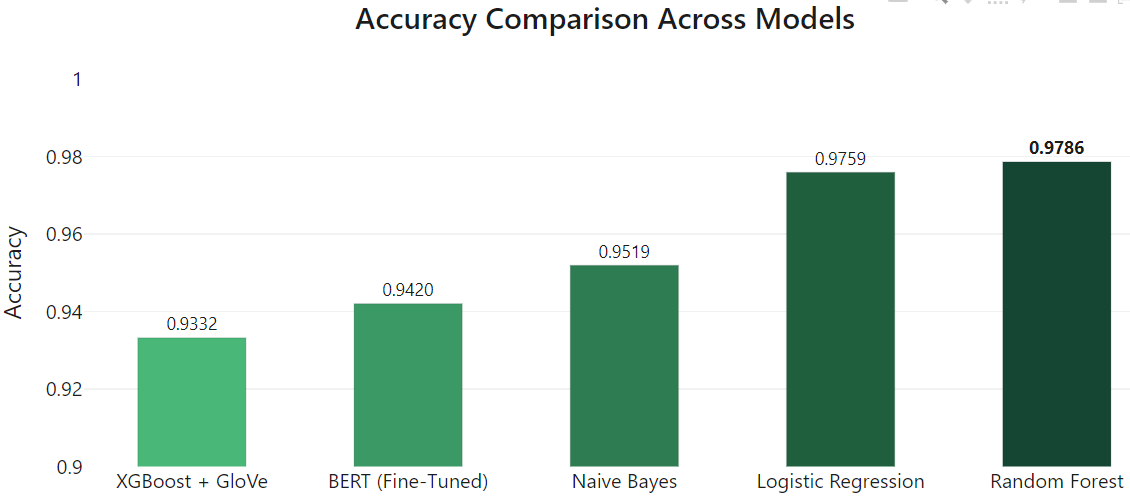 Accuracy Comparison Across Models
1
0.98
0.96
0.94
0.92
0.9
Accuracy
0.9332
0.9420
0.9519
0.9759
0.9786
XGBoost + GloVe
BERT (Fine-Tuned)
Naive Bayes
Logistic Regression
Random Forest